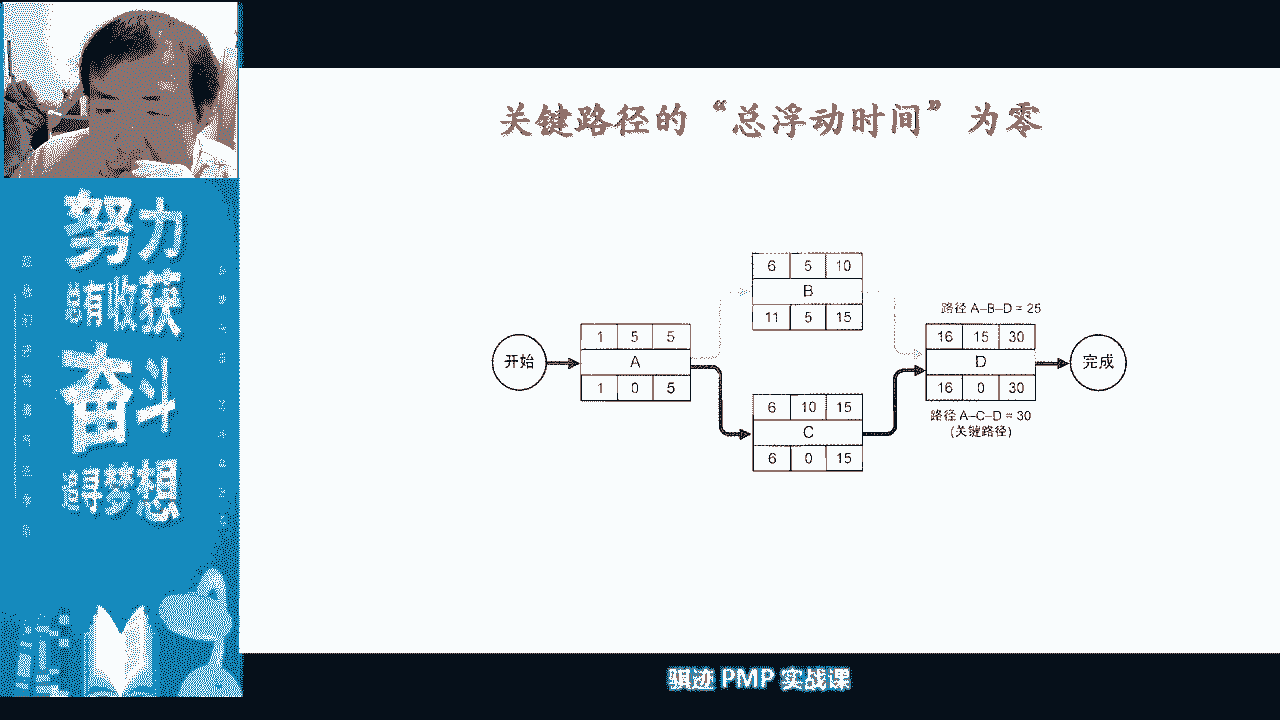 关键路径的“总浮动时间”为零
努力
总有收获
奋斗
追寻梦想
6 5 10
B
11 5 15
路径 A–B–D = 25
开始
1 5 5
A
1 0 5
16 15 30
D
16 0 30
完成
6 10 15
C
6 0 15
路径 A–C–D = 30
(关键路径)
骐迹 PMP 实战课